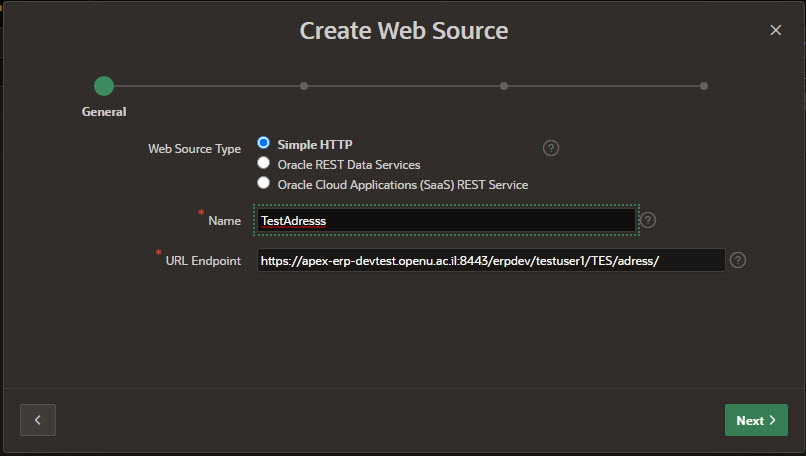 Create Web Source
General
Web Source Type
Simple HTTP
Oracle REST Data Services
Oracle Cloud Applications (SaaS) REST Service
* Name
TestAdresss
* URL Endpoint
https://apex-erp-devtest.openu.ac.il:8443/erpdev/testuser1/TES/adress/
Next